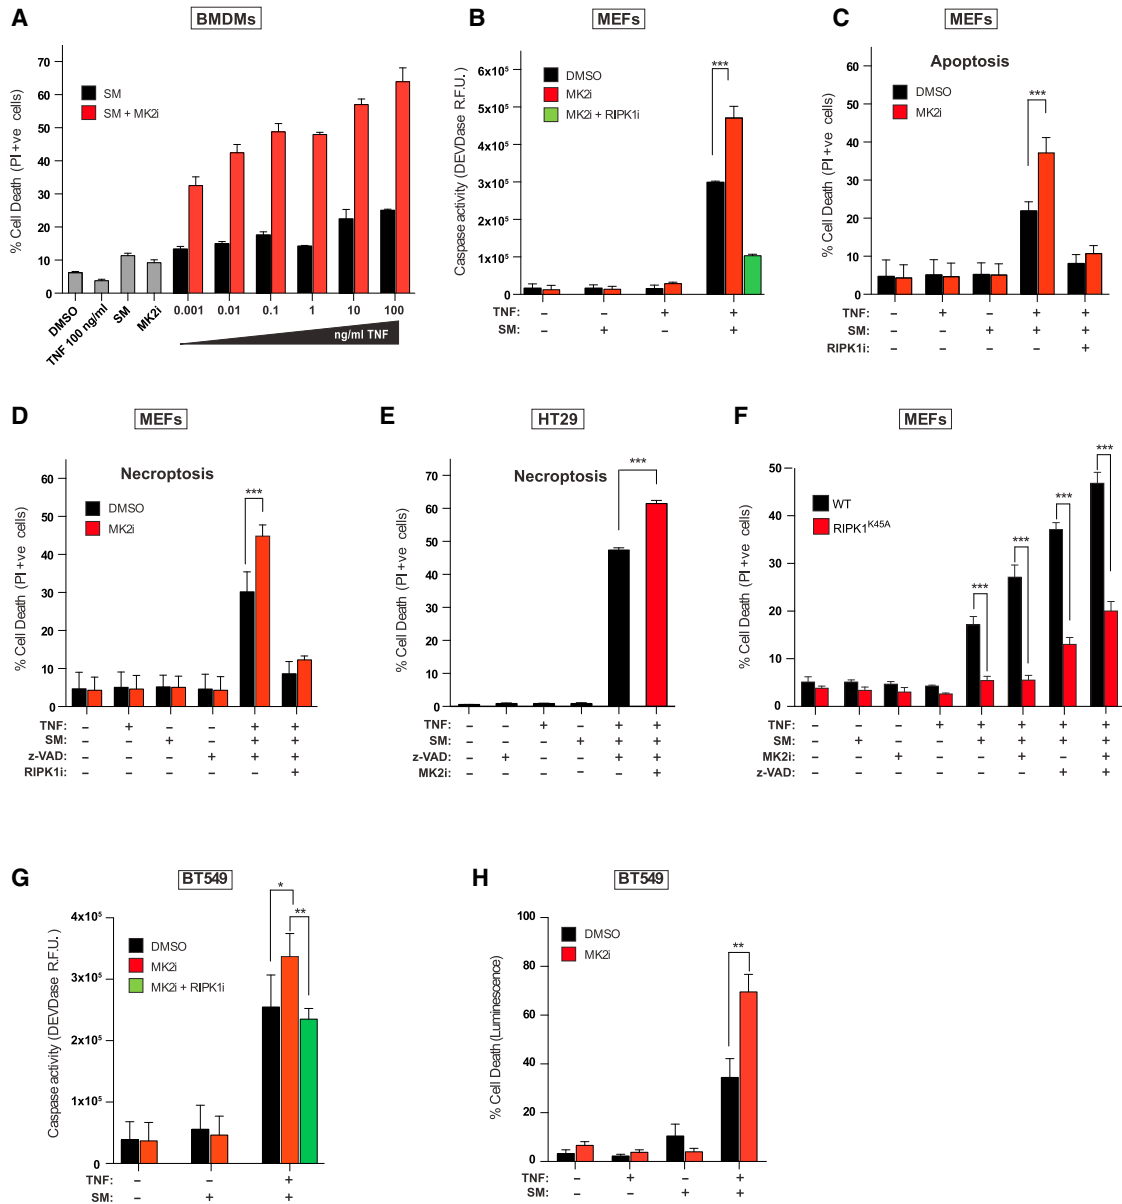 A
BMDMs
% Cell Death (PI +ve cells)
70
60
50
40
30
20
10
0
SM
SM + MK2i
DMSO
TNF 100 ng/ml
SM
MK2i
0.001
0.01
0.1
1
10
100
ng/ml TNF
B
MEFs
Caspase activity (DEVDase R.F.U.)
6x10⁵
5x10⁵
3x10⁵
2x10⁵
1x10⁵
0
DMSO
MK2i
MK2i + RIPK1i
***
TNF: – – + +
SM: – + – +
C
MEFs
Apoptosis
% Cell Death (PI +ve cells)
60
50
40
30
20
10
0
DMSO
MK2i
***
TNF: – + – + +
SM: – – + + +
RIPK1i: – – – – +
D
MEFs
Necroptosis
% Cell Death (PI +ve cells)
60
50
40
30
20
10
0
DMSO
MK2i
***
TNF: – + – – + +
SM: – – + – + +
z-VAD: – – – + + +
RIPK1i: – – – – – +
E
HT29
Necroptosis
% Cell Death (PI +ve cells)
70
60
50
40
30
20
10
0
***
TNF: – – + – + +
SM: – – – + + +
z-VAD: – + – – + +
MK2i: – – – – – +
F
MEFs
% Cell Death (PI +ve cells)
50
40
30
20
10
0
WT
RIPK1ᴷ⁴⁵ᴬ
***
***
***
***
TNF: – – – + + + + +
SM: – + – – + + + +
MK2i: – – + – – + – +
z-VAD: – – – – – – + +
G
BT549
Caspase activity (DEVDase R.F.U.)
4x10⁵
3x10⁵
2x10⁵
1x10⁵
0
DMSO
MK2i
MK2i + RIPK1i
*
**
TNF: – – +
SM: – + +
H
BT549
% Cell Death (Luminescence)
100
80
60
40
20
0
DMSO
MK2i
**
TNF: – + – +
SM: – – + +